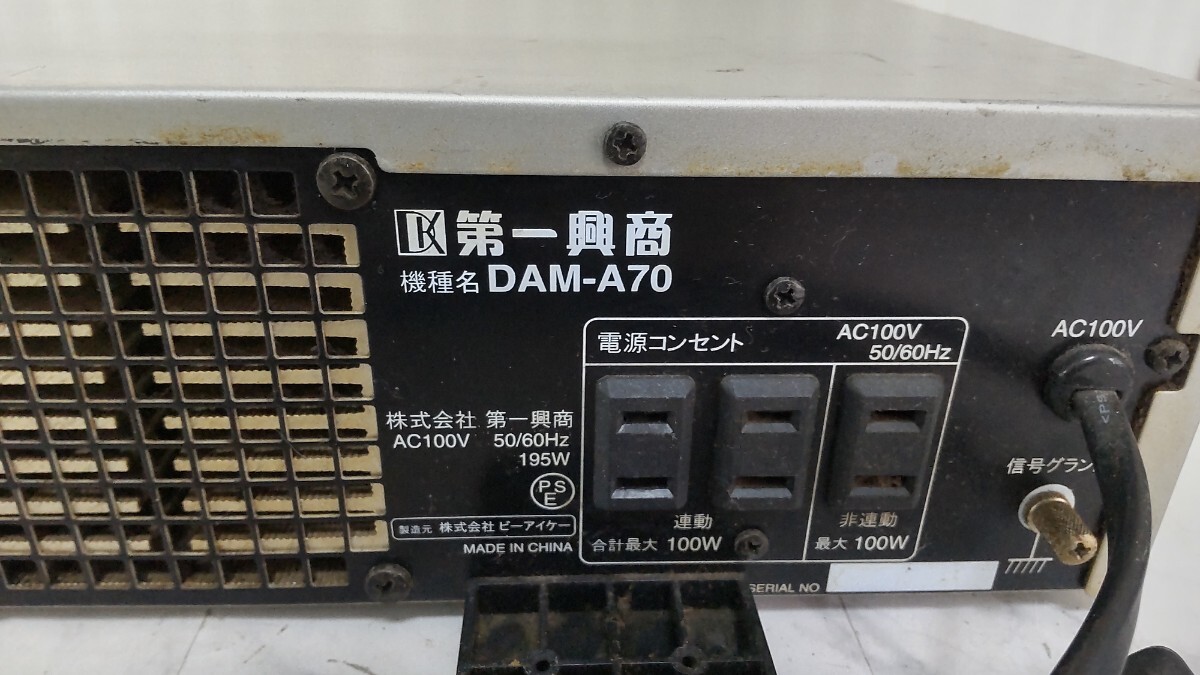 DK 第一興商
機種名 DAM-A70
電源コンセント
AC100V
50/60Hz
AC100V
株式会社 第一興商
AC100V 50/60Hz
195W
PS
E
製造元 株式会社 ビーアイケー
MADE IN CHINA
連動
合計最大 100W
非連動
最大 100W
信号グラン
SERIAL NO